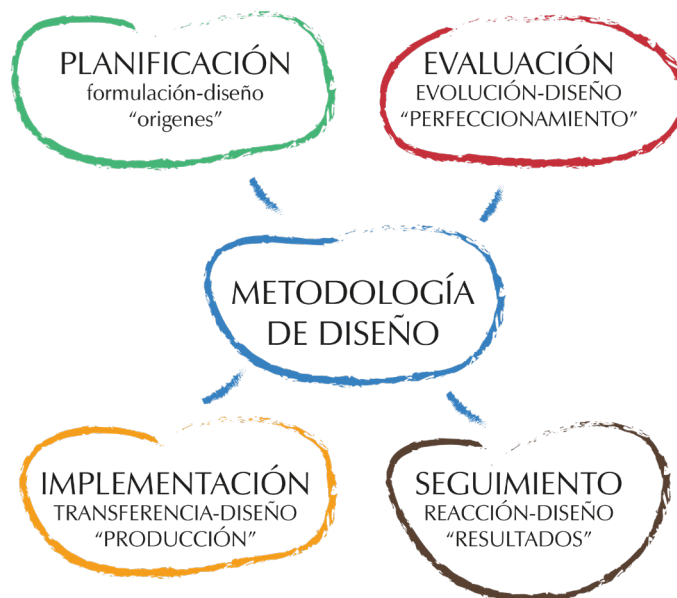 PLANIFICACIÓN
formulación-diseño
“origenes”
EVALUACIÓN
EVOLUCIÓN-DISEÑO
“PERFECCIONAMIENTO”
METODOLOGÍA
DE DISEÑO
IMPLEMENTACIÓN
TRANSFERENCIA-DISEÑO
“PRODUCCIÓN”
SEGUIMIENTO
REACCIÓN-DISEÑO
“RESULTADOS”